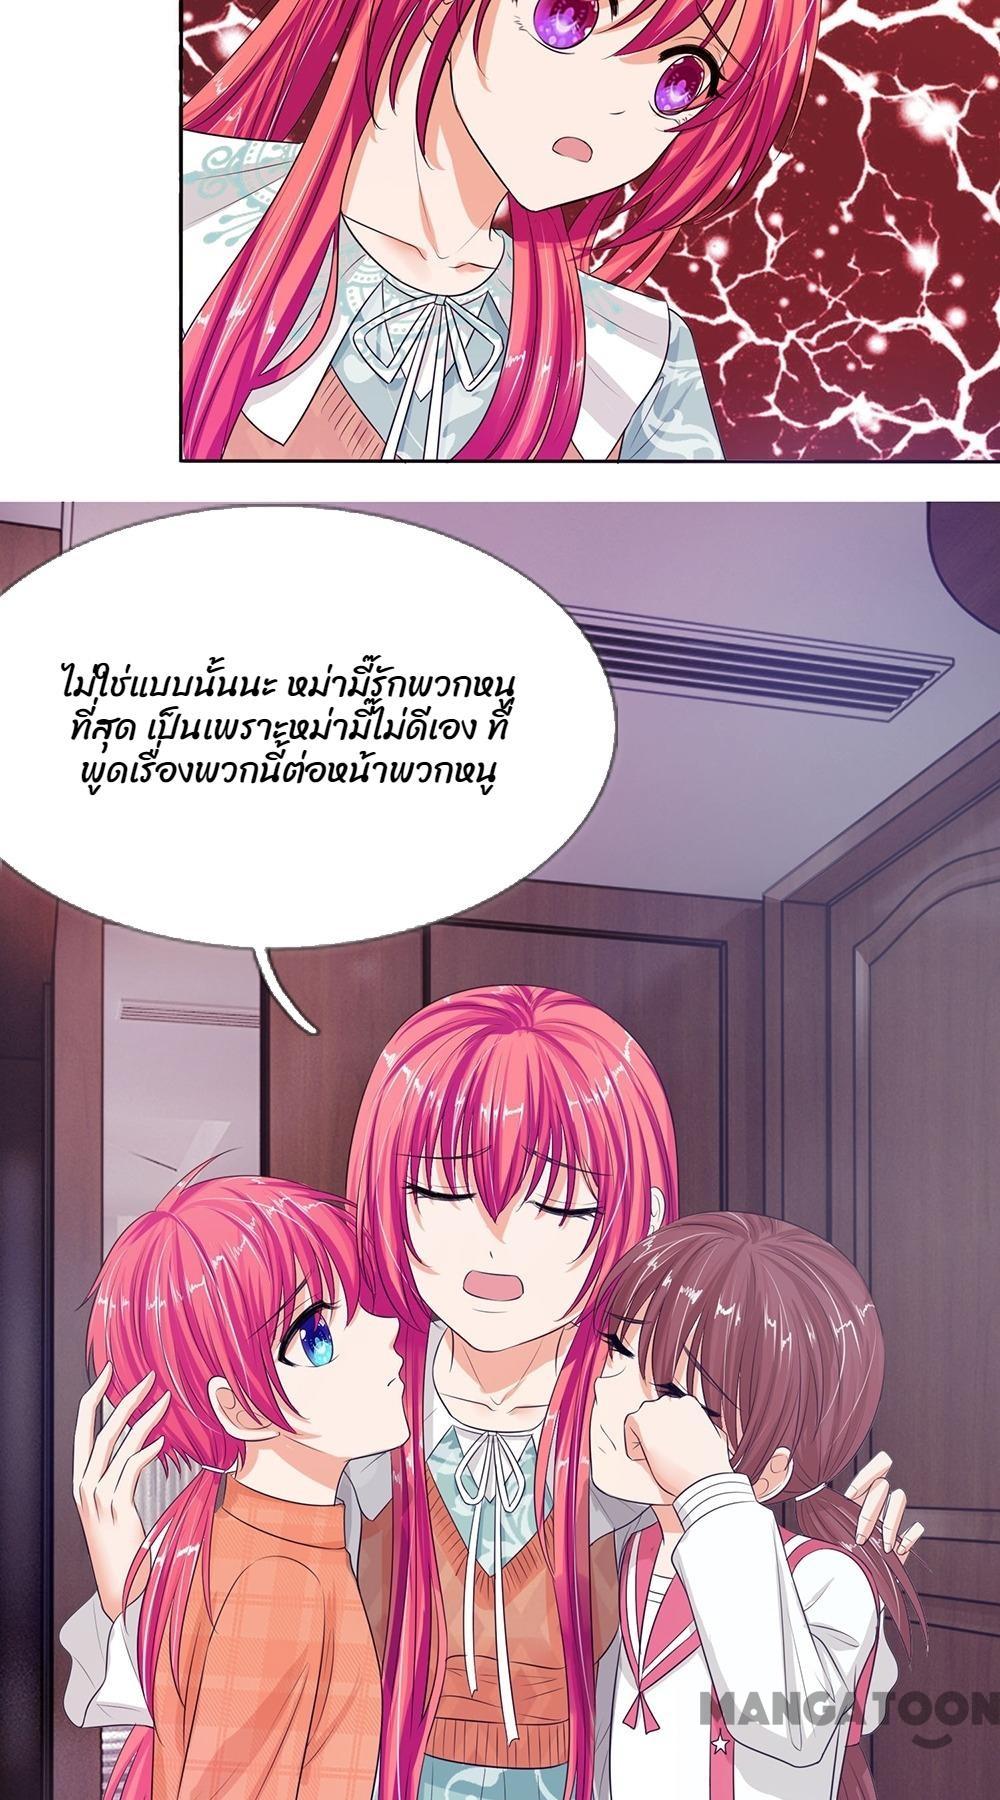 ไม่ใช่แบบนั้นนะ หม่ามี๊รักพวกหนู
ที่สุด เป็นเพราะหม่ามี๊ไม่ดีเอง ที่
พูดเรื่องพวกนี้ต่อหน้าพวกหนู
MANGATOON